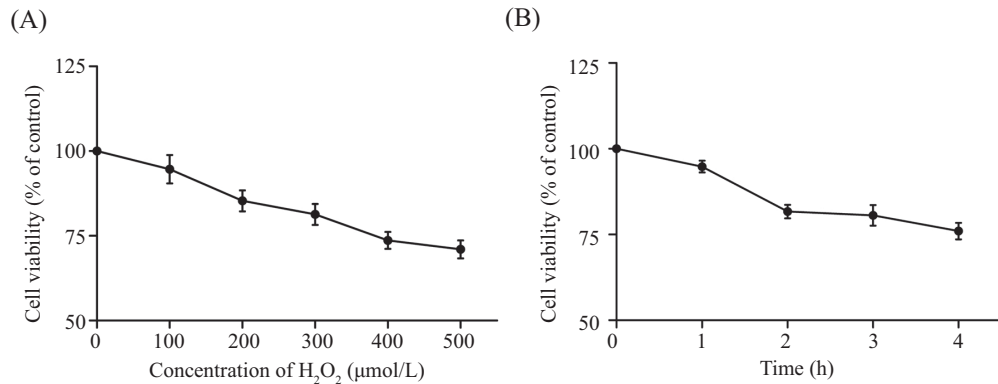 (A)
Cell viability (% of control)
125
100
75
50
0 100 200 300 400 500
Concentration of H₂O₂ (μmol/L)
(B)
Cell viability (% of control)
125
100
75
50
0 1 2 3 4
Time (h)